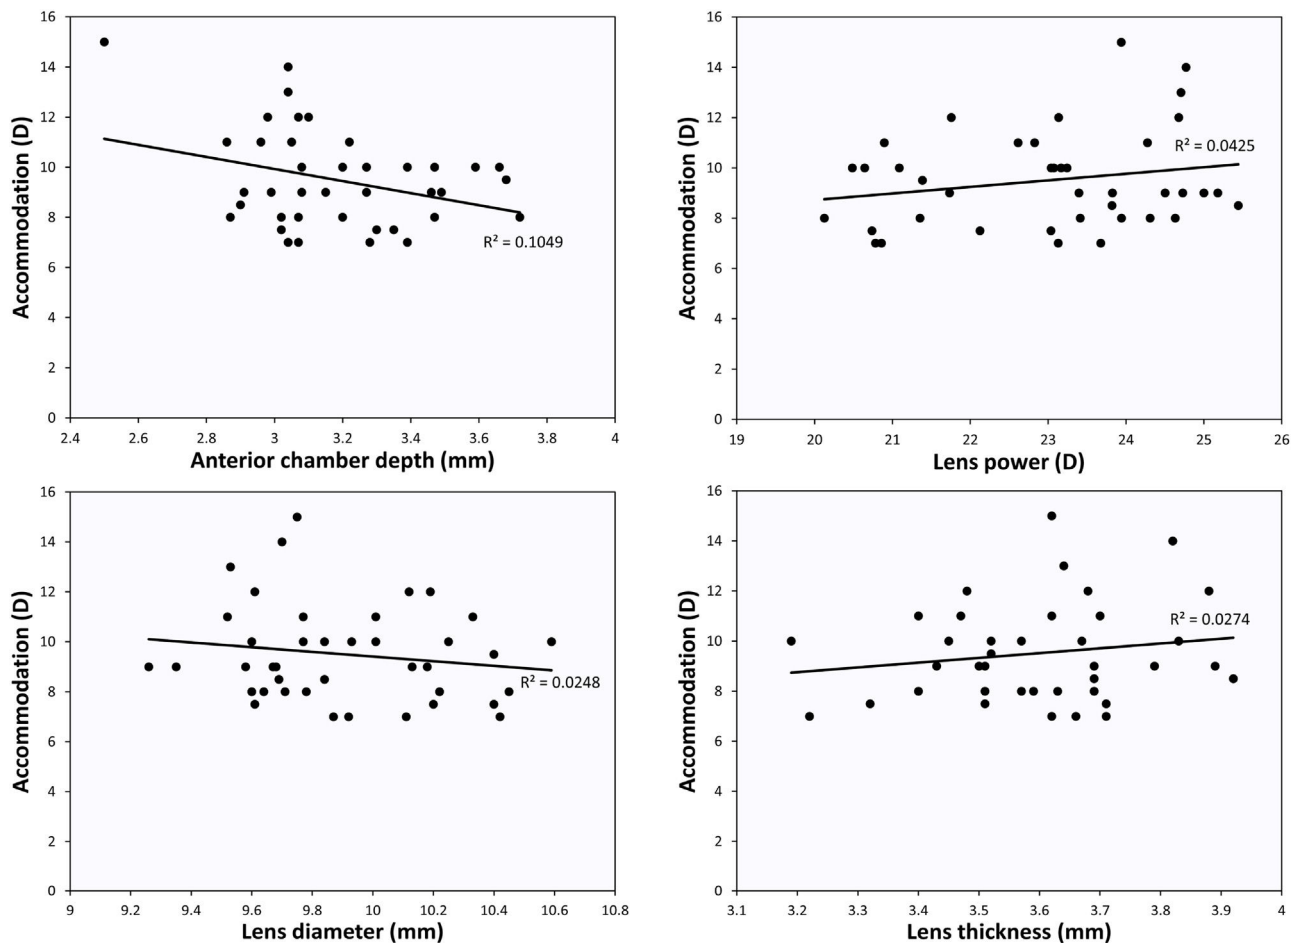 16
14
12
10
8
6
4
2
0
Accommodation (D)
R² = 0.1049
2.4 2.6 2.8 3 3.2 3.4 3.6 3.8 4
Anterior chamber depth (mm)
16
14
12
10
8
6
4
2
0
Accommodation (D)
R² = 0.0425
19 20 21 22 23 24 25 26
Lens power (D)
16
14
12
10
8
6
4
2
0
Accommodation (D)
R² = 0.0248
9 9.2 9.4 9.6 9.8 10 10.2 10.4 10.6 10.8
Lens diameter (mm)
16
14
12
10
8
6
4
2
0
Accommodation (D)
R² = 0.0274
3.1 3.2 3.3 3.4 3.5 3.6 3.7 3.8 3.9 4
Lens thickness (mm)